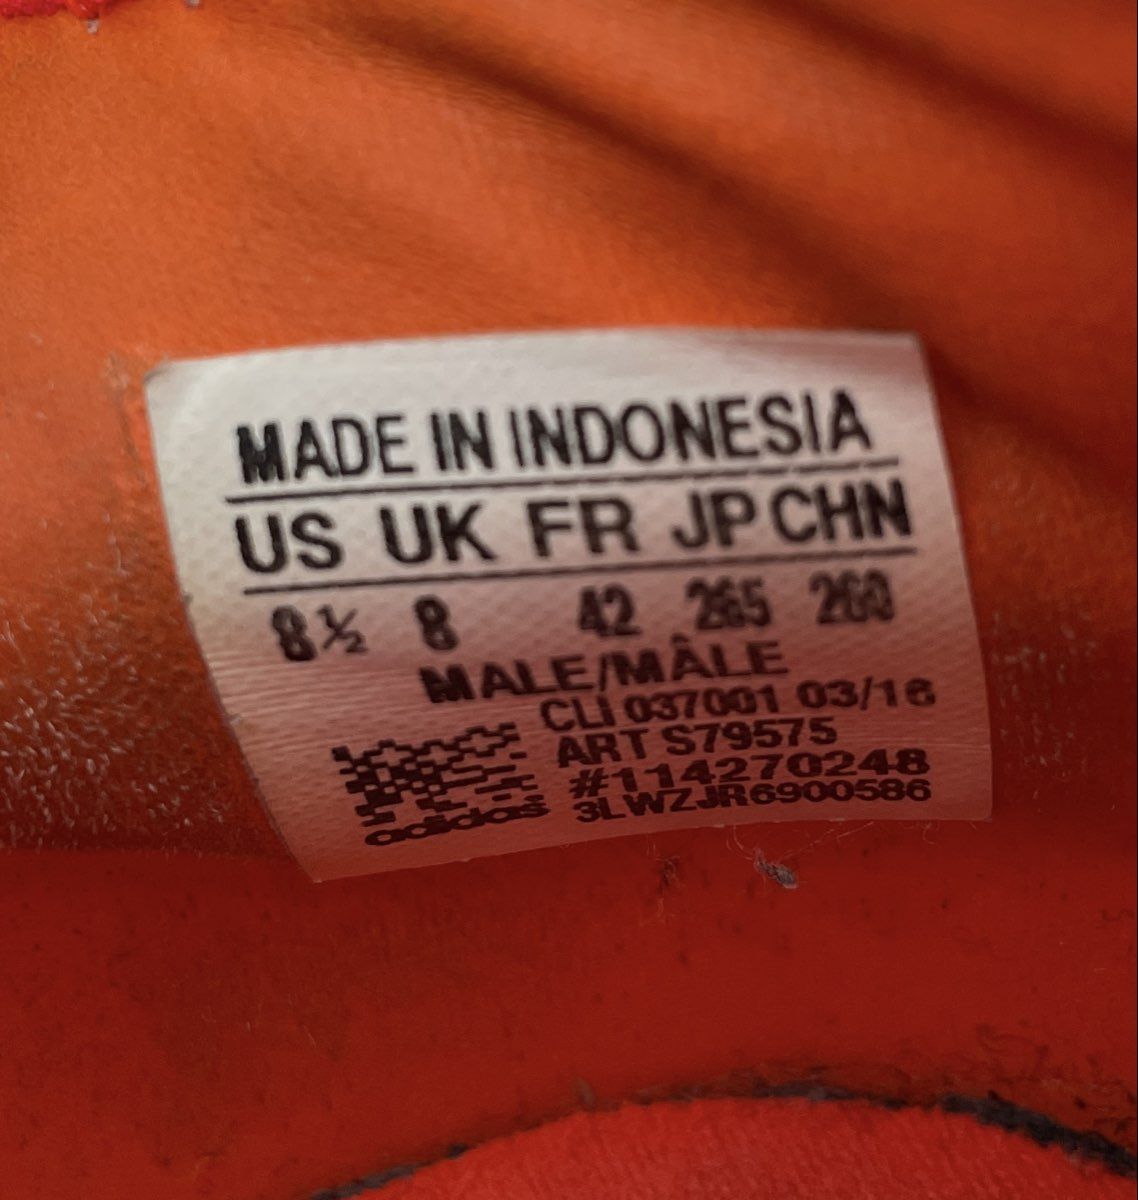 MADE IN INDONESIA
US UK FR JP CHN
8½ 8 42 265 260
MALE/MÂLE
CLI 037001 03/16
ART S79575
#114270248
3LWZJR6900586
adidas